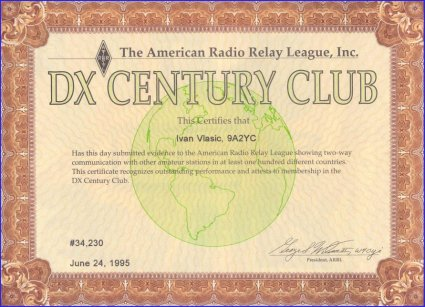 The American Radio Relay League, Inc.
DX CENTURY CLUB
This Certifies that
Ivan Vlasic, 9A2YC
Has this day submitted evidence to the American Radio Relay League showing two-way
communication with other amateur stations in at least one hundred different countries.
This certificate recognizes outstanding performance and attests to membership in the
DX Century Club.
#34,230
June 24, 1995
President, ARRL